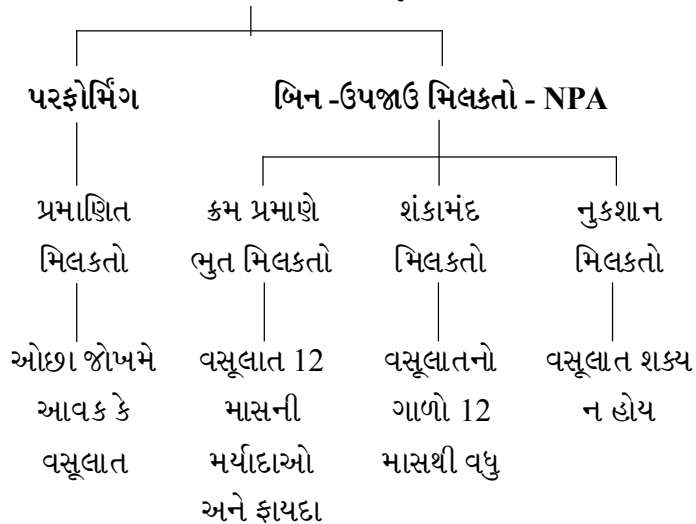 પરફોર્મિંગ
બિન -ઉપજાઉ મિલકતો - NPA
પ્રમાણિત
મિલકતો
ક્રમ પ્રમાણે
ભુત મિલકતો
શંકામંદ
મિલકતો
નુકશાન
મિલકતો
ઓછા જોખમે
આવક કે
વસૂલાત
વસૂલાત 12
માસની
મર્યાદાઓ
અને ફાયદા
વસૂલાતનો
ગાળો 12
માસથી વધુ
વસૂલાત શક્ય
ન હોય